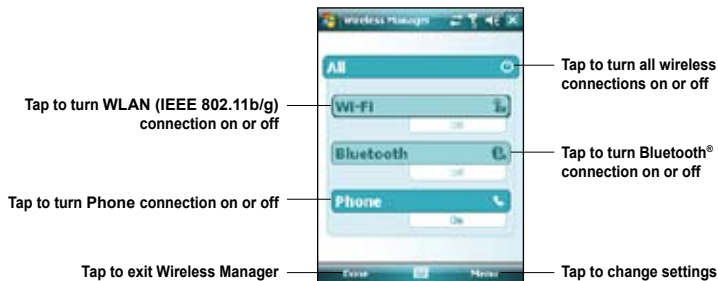 Wireless Manager
All
Tap to turn all wireless
connections on or off
Tap to turn WLAN (IEEE 802.11b/g)
connection on or off
Wi-Fi
Off
Bluetooth
Off
Tap to turn Bluetooth®
connection on or off
Tap to turn Phone connection on or off
Phone
On
Tap to exit Wireless Manager
Done
Menu
Tap to change settings